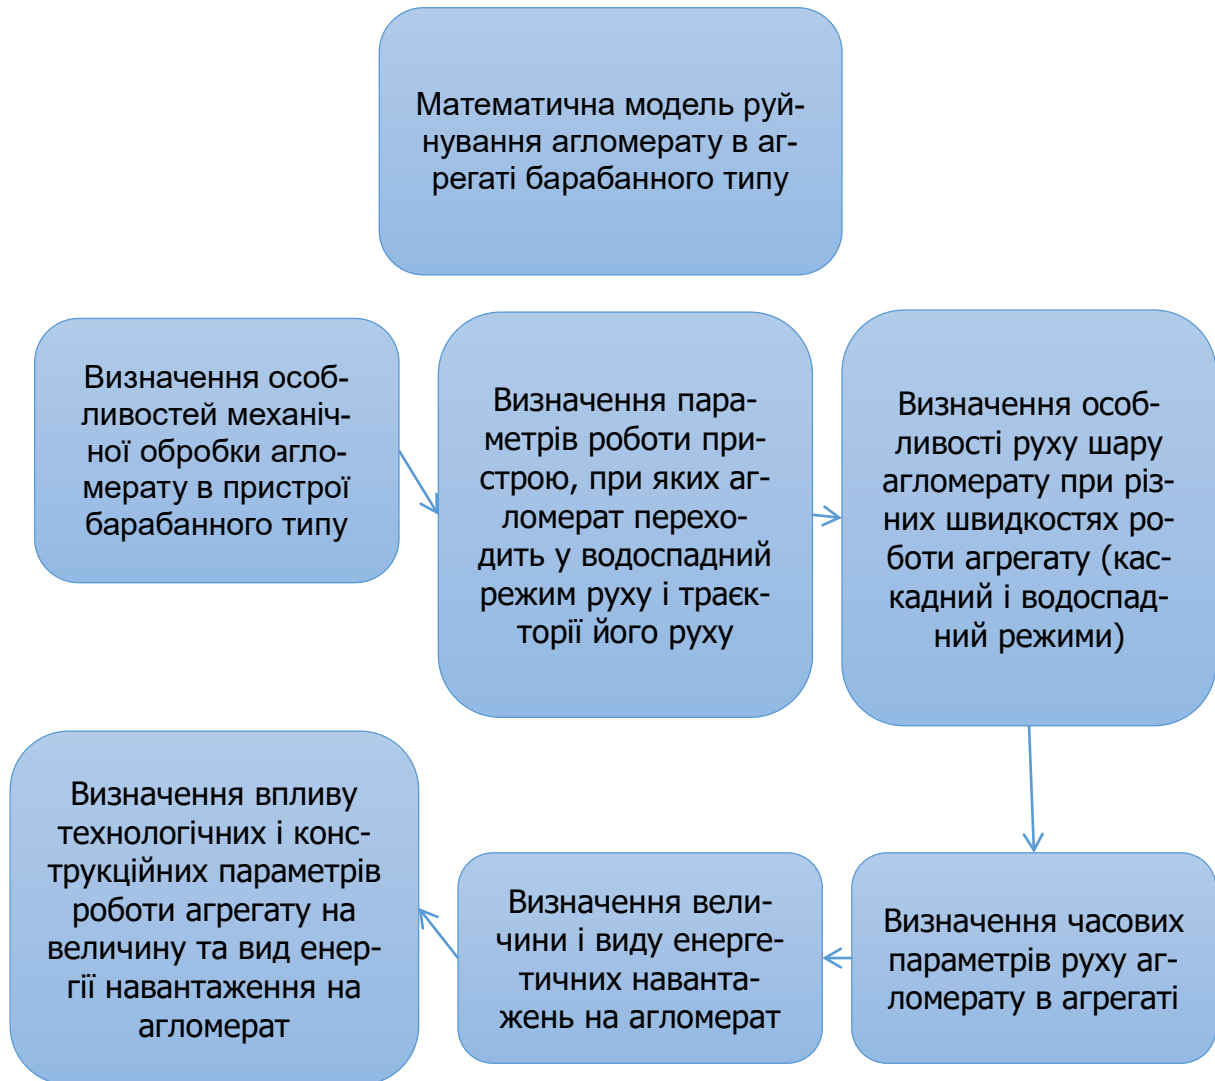 Математична модель руй-
нування агломерату в аг-
регаті барабанного типу
Визначення особ-
ливостей механіч-
ної обробки агло-
мерату в пристрої
барабанного типу
Визначення пара-
метрів роботи при-
строю, при яких аг-
ломерат перехо-
дить у водоспадний
режим руху і траєк-
торії його руху
Визначення особ-
ливості руху шару
агломерату при різ-
них швидкостях ро-
боти агрегату (кас-
кадний і водоспад-
ний режими)
Визначення часових
параметрів руху аг-
ломерату в агрегаті
Визначення вели-
чини і виду енерге-
тичних наванта-
жень на агломерат
Визначення впливу
технологічних і конс-
трукційних параметрів
роботи агрегату на
величину та вид енер-
гії навантаження на
агломерат